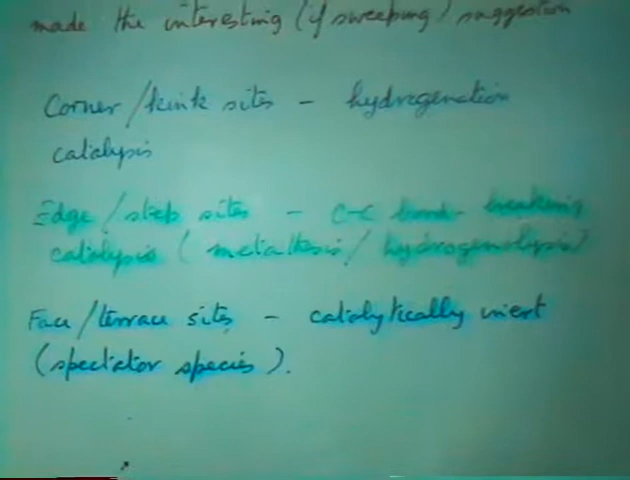 made the interesting (if sweeping) suggestion
Corner/kink sites - hydrogenation
catalysis
Edge/step sites - C-C bond-breaking
catalysis (metathesis/hydrogenolysis)
Face/terrace sites - catalytically inert
(spectator species).